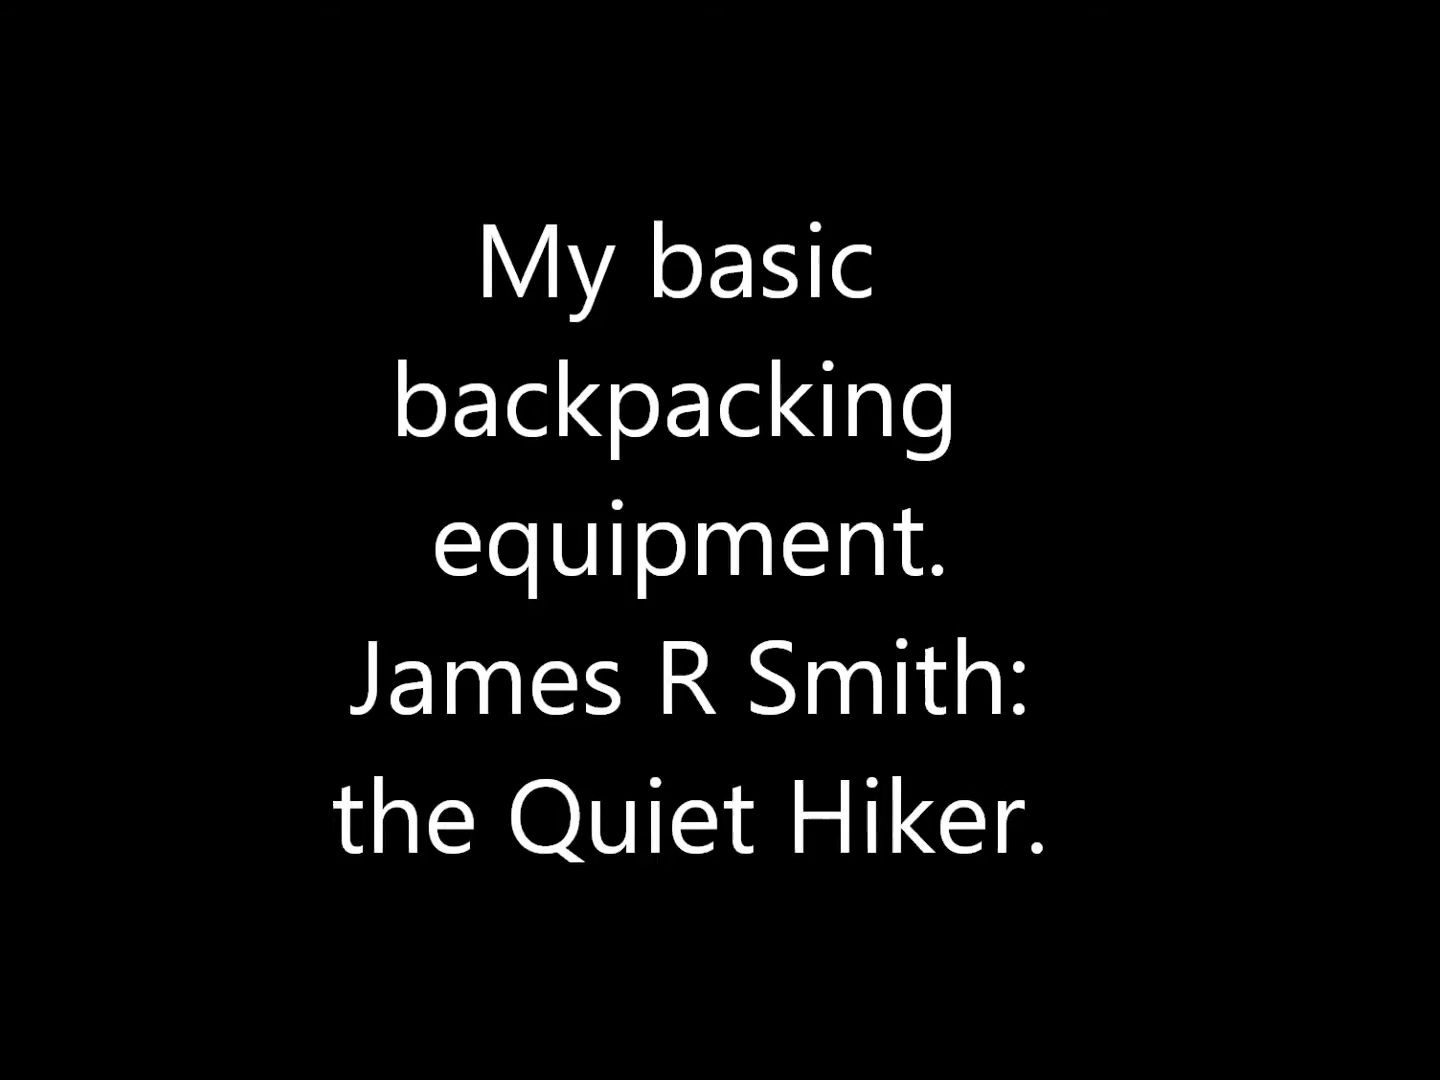 My basic
backpacking
equipment.
James R Smith:
the Quiet Hiker.